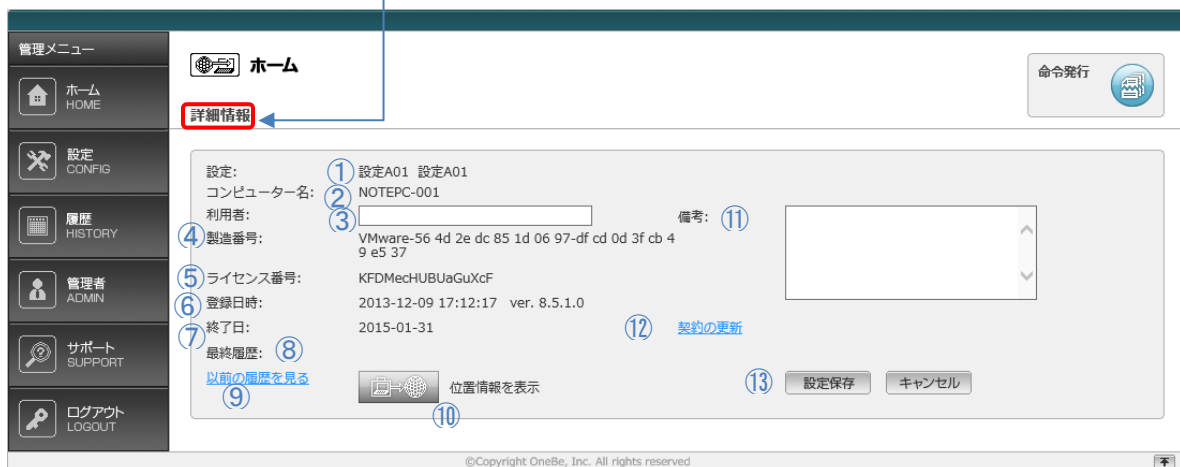 管理メニュー
ホーム
HOME
設定
CONFIG
履歴
HISTORY
管理者
ADMIN
サポート
SUPPORT
ログアウト
LOGOUT
ホーム
命令発行
詳細情報
設定: ① 設定A01 設定A01
コンピューター名: ② NOTEPC-001
利用者: ③ 備考: ⑪
④ 製造番号: VMware-56 4d 2e dc 85 1d 06 97-df cd 0d 3f cb 4
9 e5 37
⑤ ライセンス番号: KFDMecHUBUaGuXcF
⑥ 登録日時: 2013-12-09 17:12:17 ver. 8.5.1.0
⑦ 終了日: 2015-01-31 ⑫ 契約の更新
最終履歴: ⑧
以前の履歴を見る 位置情報を表示 ⑬ 設定保存 キャンセル
⑨ ⑩
©Copyright OneBe, Inc. All rights reserved